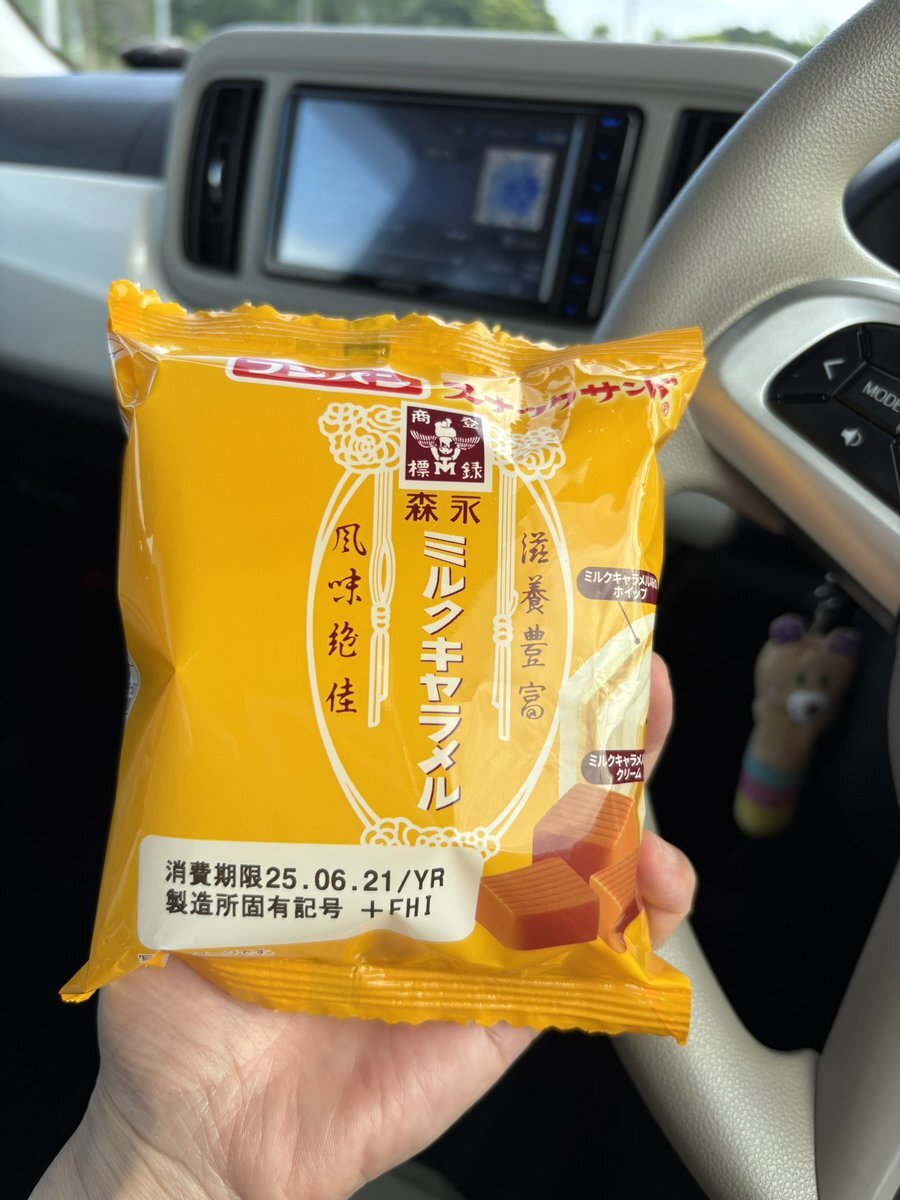 フジパン
スナックサンド®
登録
商標
森永
ミルクキャラメル
滋養豊富
風味絶佳
ミルクキャラメル味の
ホイップ
ミルクキャラメル
クリーム
消費期限25.06.21/YR
製造所固有記号 +FHI
MODE